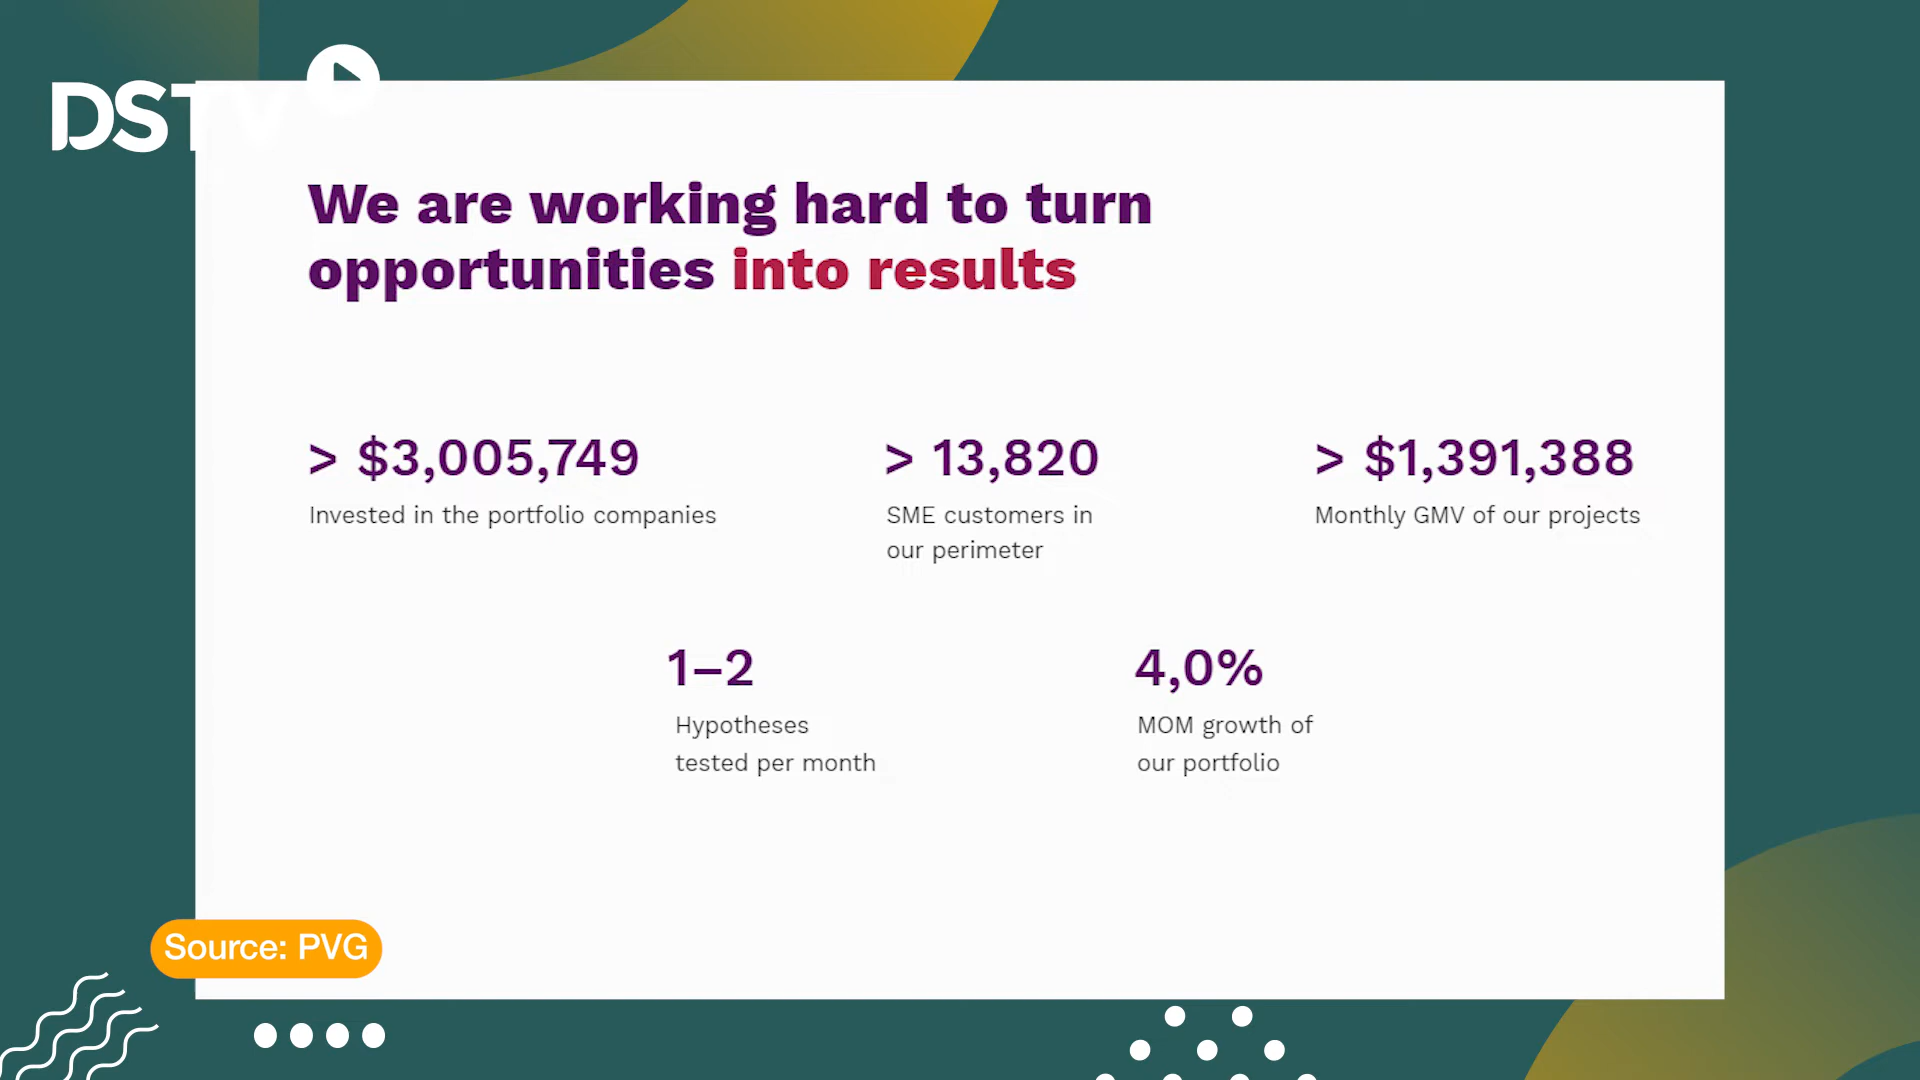 DSTV
We are working hard to turn
opportunities into results
> $3,005,749
Invested in the portfolio companies
> 13,820
SME customers in
our perimeter
> $1,391,388
Monthly GMV of our projects
1–2
Hypotheses
tested per month
4,0%
MOM growth of
our portfolio
Source: PVG